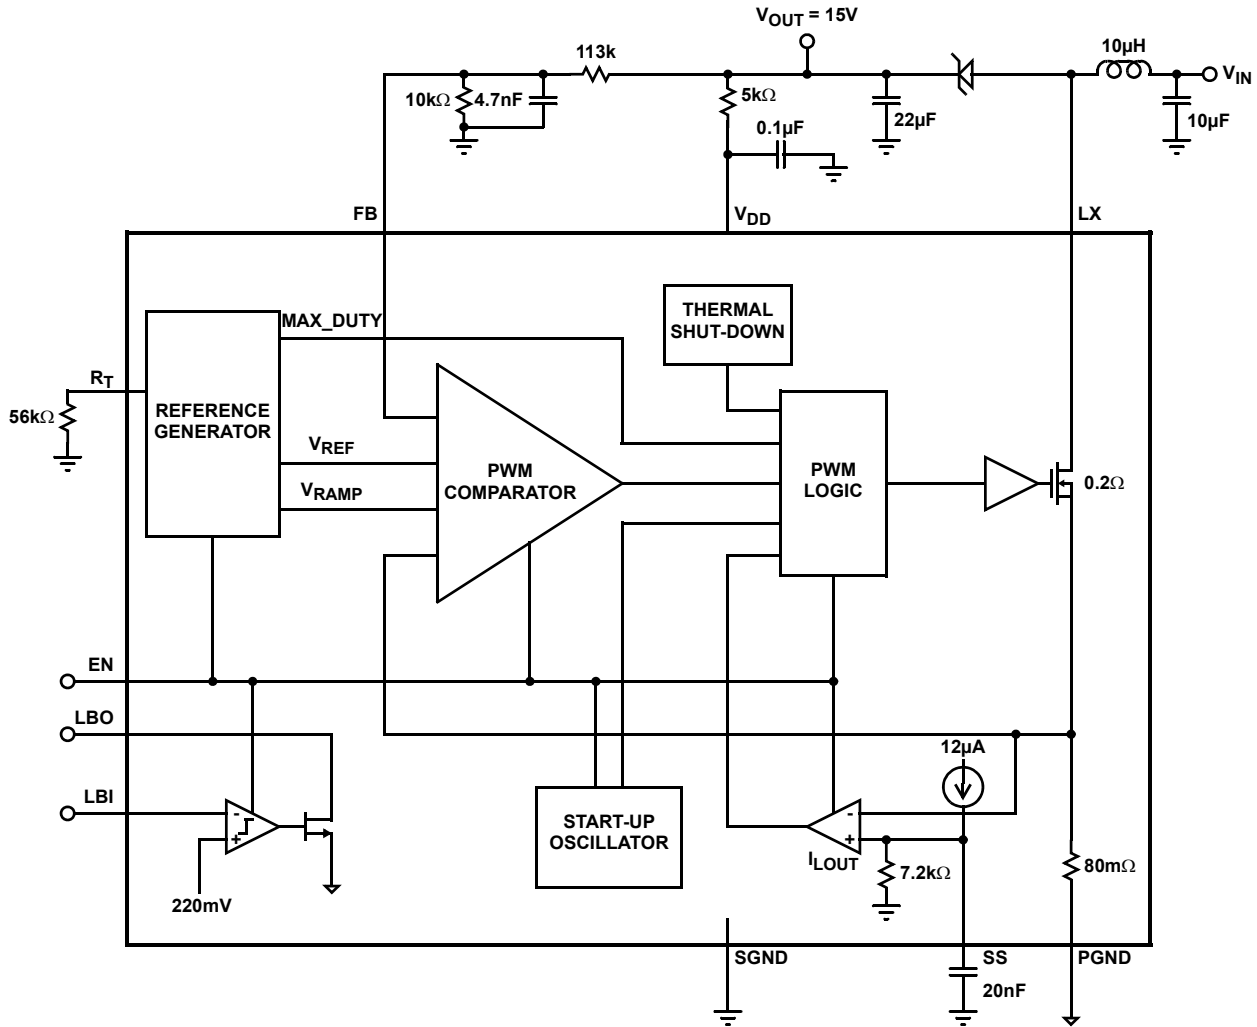 VOUT = 15V
113k
10µH
VIN
10kΩ
4.7nF
5kΩ
0.1µF
22µF
10µF
FB
VDD
LX
MAX_DUTY
THERMAL
SHUT-DOWN
RT
56kΩ
REFERENCE
GENERATOR
VREF
VRAMP
PWM
COMPARATOR
PWM
LOGIC
0.2Ω
EN
LBO
LBI
12µA
START-UP
OSCILLATOR
-
+
220mV
-
+
ILOUT
7.2kΩ
80mΩ
SGND
SS
PGND
20nF